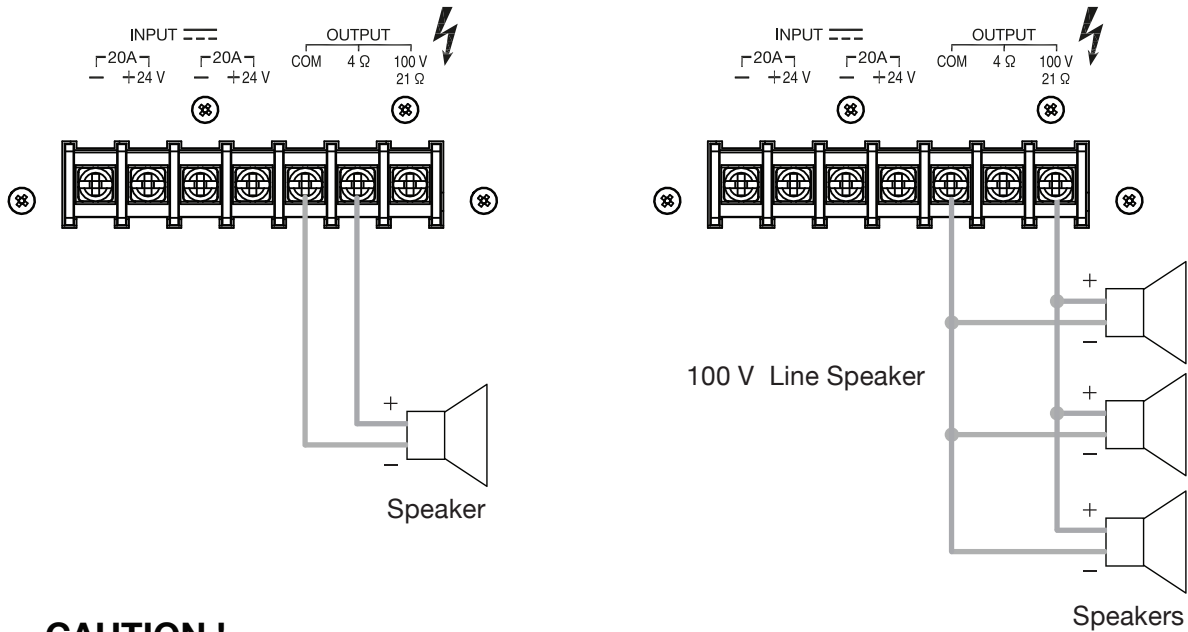 INPUT
OUTPUT
20A
20A
COM
4 Ω
100 V
21 Ω
− +24 V
− +24 V
+
−
Speaker
INPUT
OUTPUT
20A
20A
COM
4 Ω
100 V
21 Ω
− +24 V
− +24 V
100 V Line Speaker
+
−
+
−
+
−
Speakers
CAUTION !